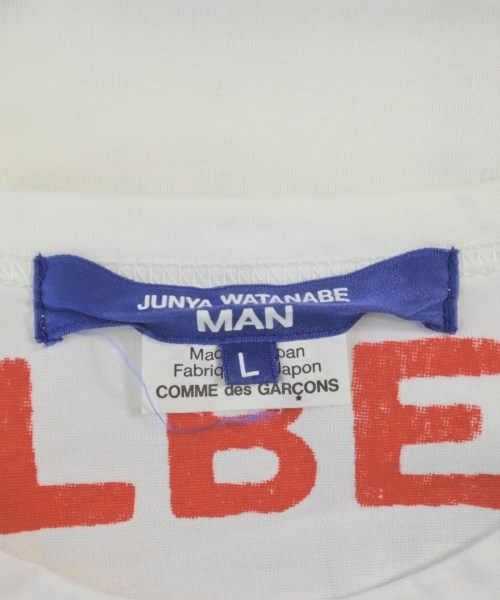 JUNYA WATANABE
MAN
L
Japon
COMME des GARÇONS
LBE